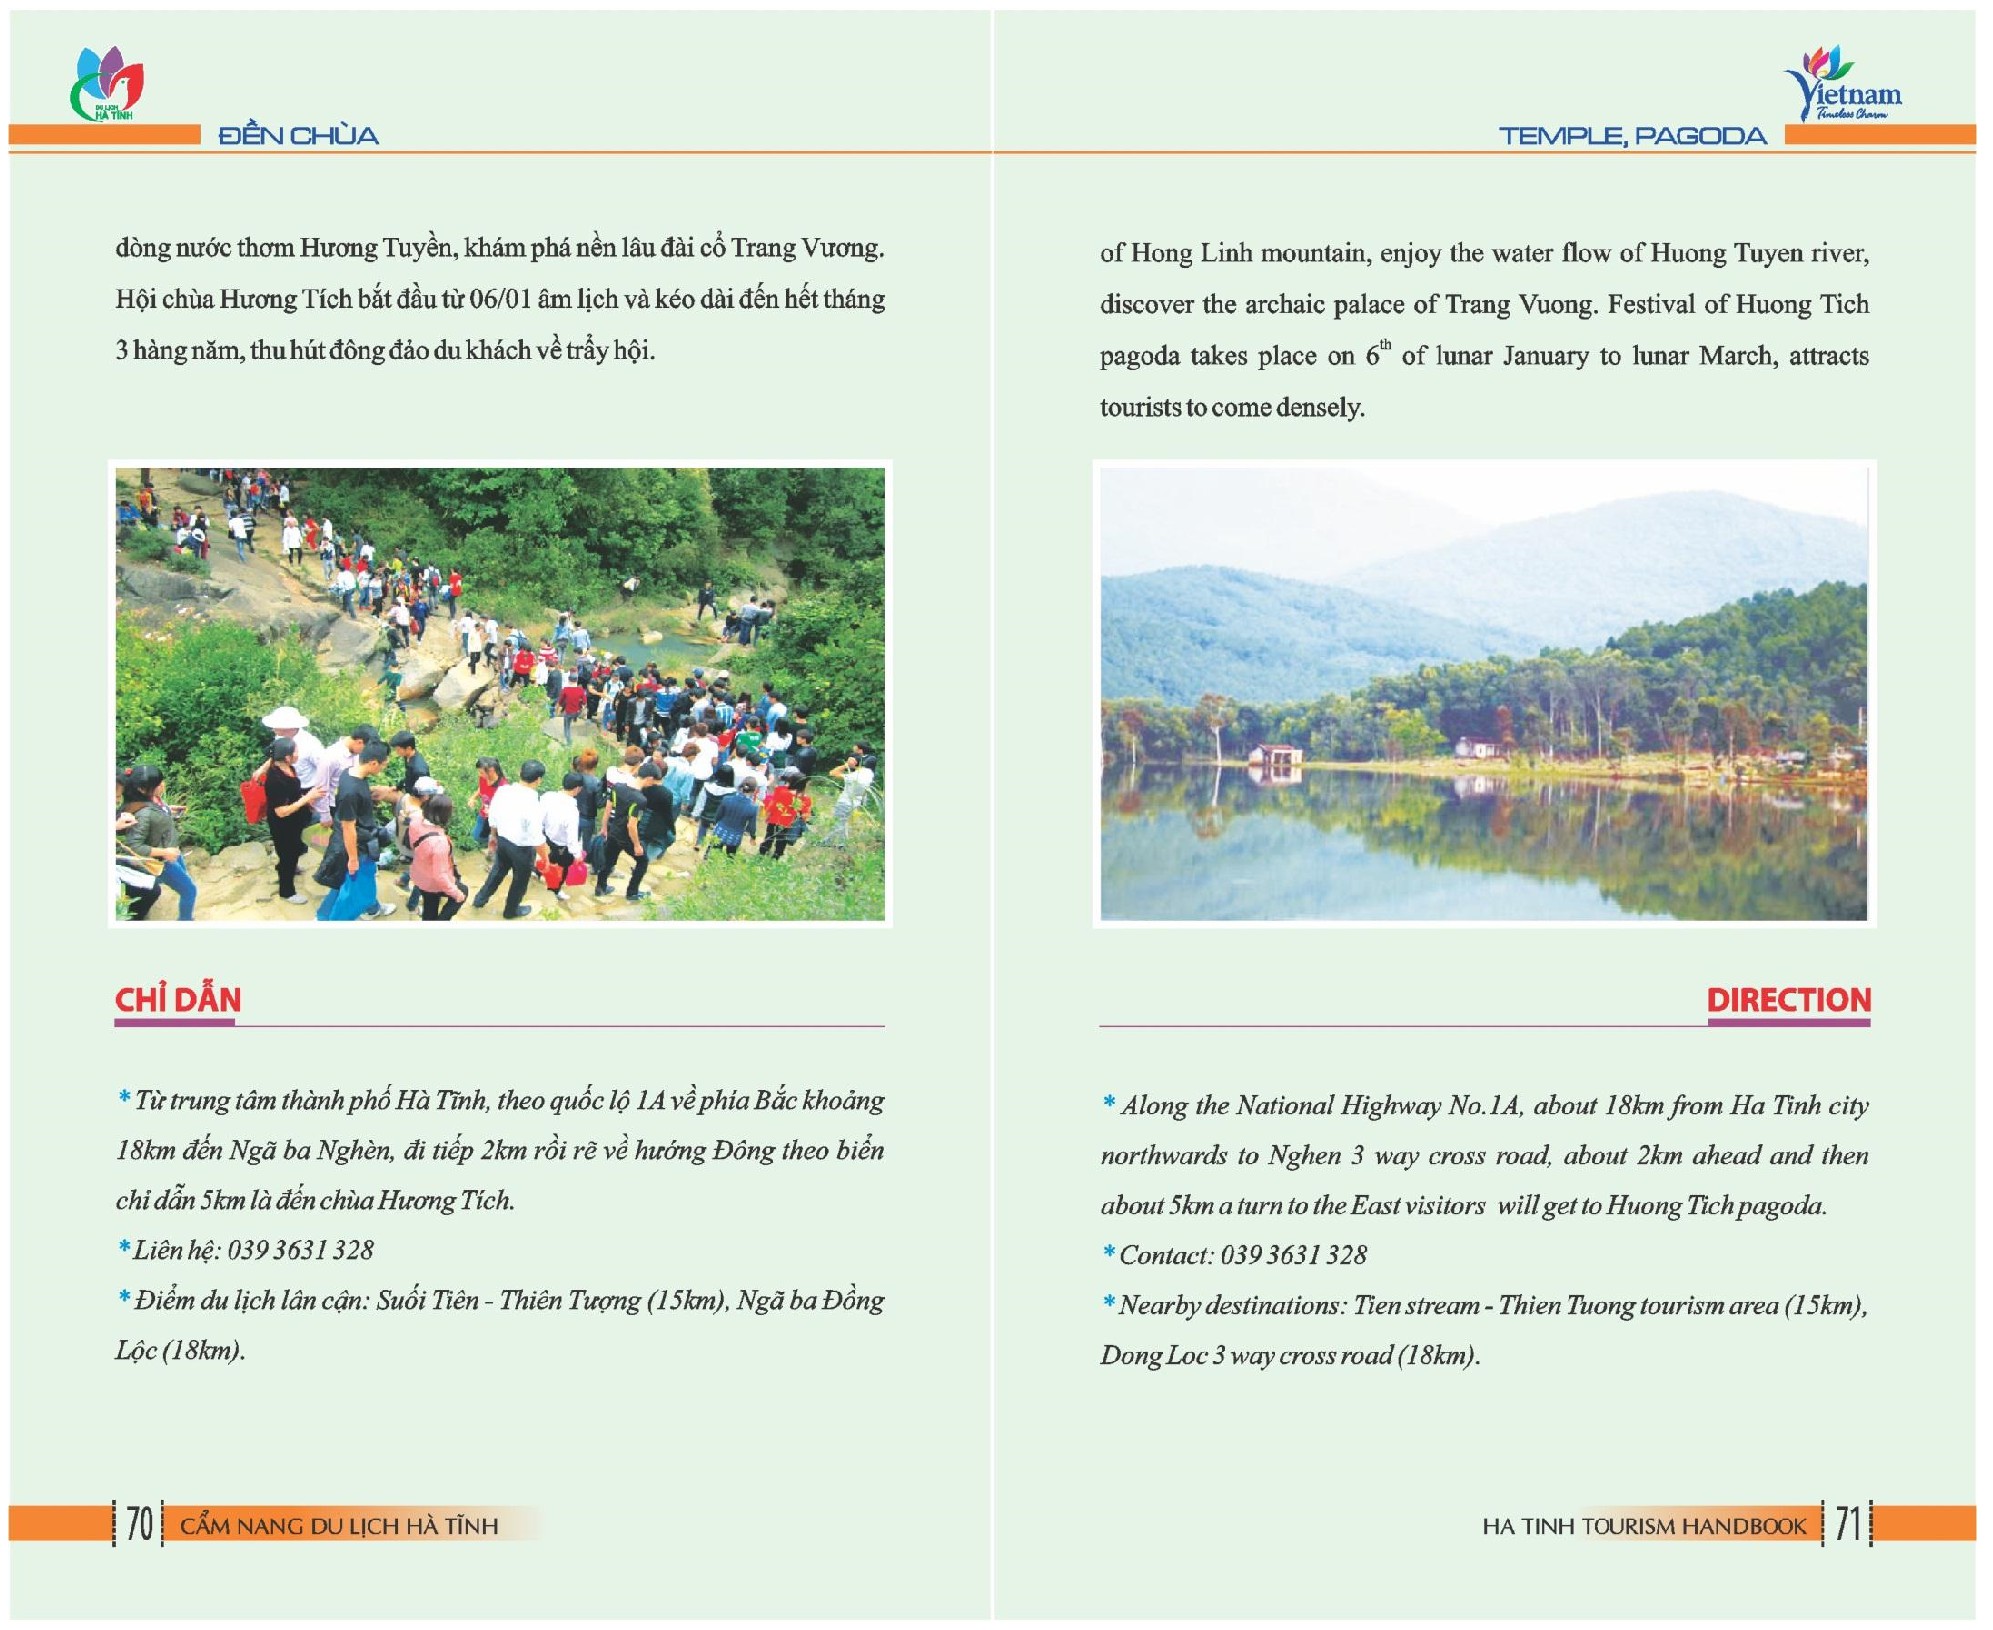 DU LỊCH
HÀ TĨNH
ĐỀN CHÙA
dòng nước thơm Hương Tuyền, khám phá nền lâu đài cổ Trang Vương.
Hội chùa Hương Tích bắt đầu từ 06/01 âm lịch và kéo dài đến hết tháng
3 hàng năm, thu hút đông đảo du khách về trẩy hội.
CHỈ DẪN
* Từ trung tâm thành phố Hà Tĩnh, theo quốc lộ 1A về phía Bắc khoảng
18km đến Ngã ba Nghèn, đi tiếp 2km rồi rẽ về hướng Đông theo biển
chỉ dẫn 5km là đến chùa Hương Tích.
* Liên hệ: 039 3631 328
* Điểm du lịch lân cận: Suối Tiên - Thiên Tượng (15km), Ngã ba Đồng
Lộc (18km).
70 CẨM NANG DU LỊCH HÀ TĨNH
Vietnam
Timeless Charm
TEMPLE, PAGODA
of Hong Linh mountain, enjoy the water flow of Huong Tuyen river,
discover the archaic palace of Trang Vuong. Festival of Huong Tich
pagoda takes place on 6th of lunar January to lunar March, attracts
tourists to come densely.
DIRECTION
* Along the National Highway No.1A, about 18km from Ha Tinh city
northwards to Nghen 3 way cross road, about 2km ahead and then
about 5km a turn to the East visitors will get to Huong Tich pagoda.
* Contact: 039 3631 328
* Nearby destinations: Tien stream - Thien Tuong tourism area (15km),
Dong Loc 3 way cross road (18km).
HA TINH TOURISM HANDBOOK 71